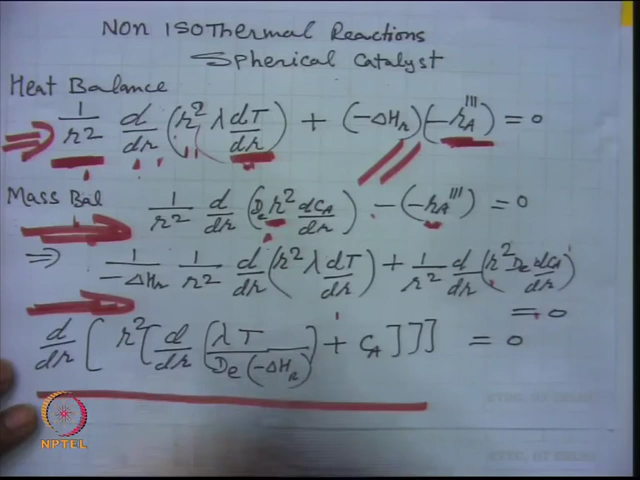 Non Isothermal Reactions
Spherical Catalyst
Heat Balance
⇒ 1/r2 d/dr (r2 λ dT/dr) + (-ΔHr)(-rA''') = 0
Mass Bal 1/r2 d/dr (De r2 dCA/dr) - (-rA''') = 0
⇒ 1/-ΔHr 1/r2 d/dr (r2 λ dT/dr) + 1/r2 d/dr (r2 De dCA/dr) = 0
d/dr [ r2 [ d/dr (λT/De(-ΔHR) + CA ] ] ] = 0
NPTEL